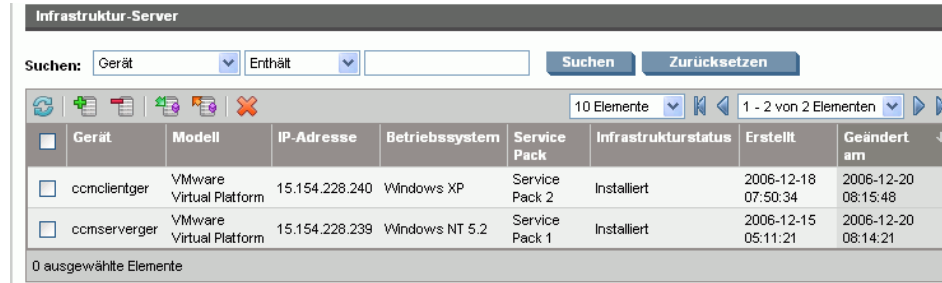 Infrastruktur-Server
Suchen: Gerät Enthält Suchen Zurücksetzen
10 Elemente 1 - 2 von 2 Elementen
Gerät Modell IP-Adresse Betriebssystem Service Pack Infrastrukturstatus Erstellt Geändert am
ccmclientger VMware Virtual Platform 15.154.228.240 Windows XP Service Pack 2 Installiert 2006-12-18 07:50:34 2006-12-20 08:15:48
ccmserverger VMware Virtual Platform 15.154.228.239 Windows NT 5.2 Service Pack 1 Installiert 2006-12-15 05:11:21 2006-12-20 08:14:21
0 ausgewählte Elemente